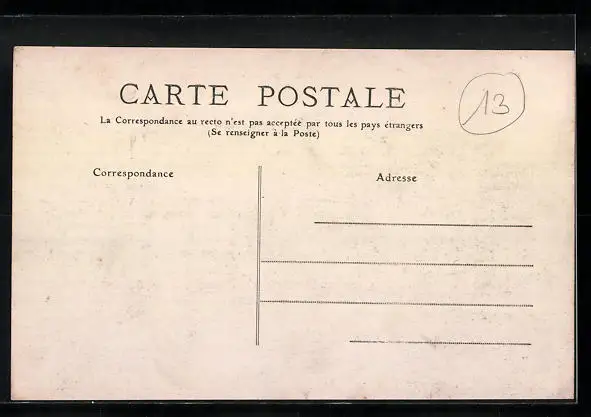 CARTE POSTALE
13
La Correspondance au recto n'est pas acceptée par tous les pays étrangers
(Se renseigner à la Poste)
Correspondance
Adresse